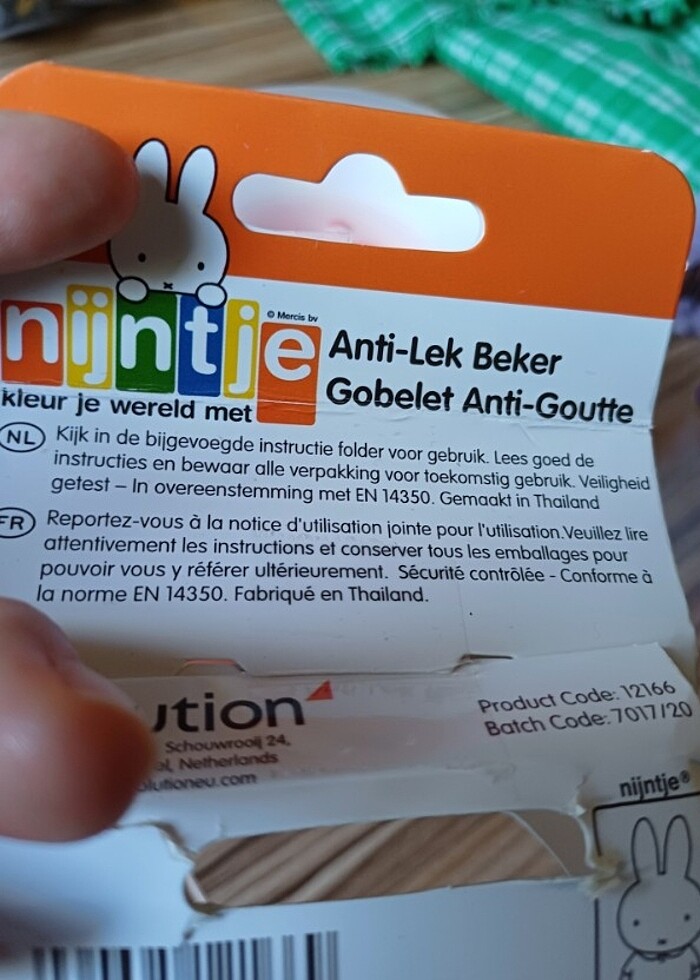 nijntje
© Mercis bv
kleur je wereld met
Anti-Lek Beker
Gobelet Anti-Goutte
NL Kijk in de bijgevoegde instructie folder voor gebruik. Lees goed de
instructies en bewaar alle verpakking voor toekomstig gebruik. Veiligheid
getest – In overeenstemming met EN 14350. Gemaakt in Thailand
FR Reportez-vous à la notice d'utilisation jointe pour l'utilisation.Veuillez lire
attentivement les instructions et conserver tous les emballages pour
pouvoir vous y référer ultérieurement. Sécurité contrôlée - Conforme à
la norme EN 14350. Fabriqué en Thailand.
Schouwrooij 24,
Netherlands
Product Code: 12166
Batch Code: 7017/20
nijntje®